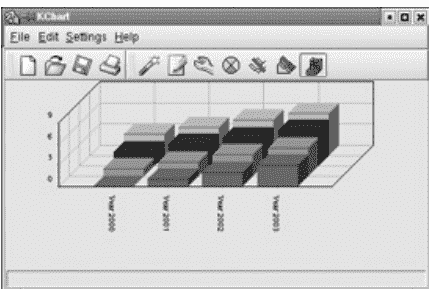 KChart
File Edit Settings Help
9
6
3
0
Year 2000
Year 2001
Year 2002
Year 2003